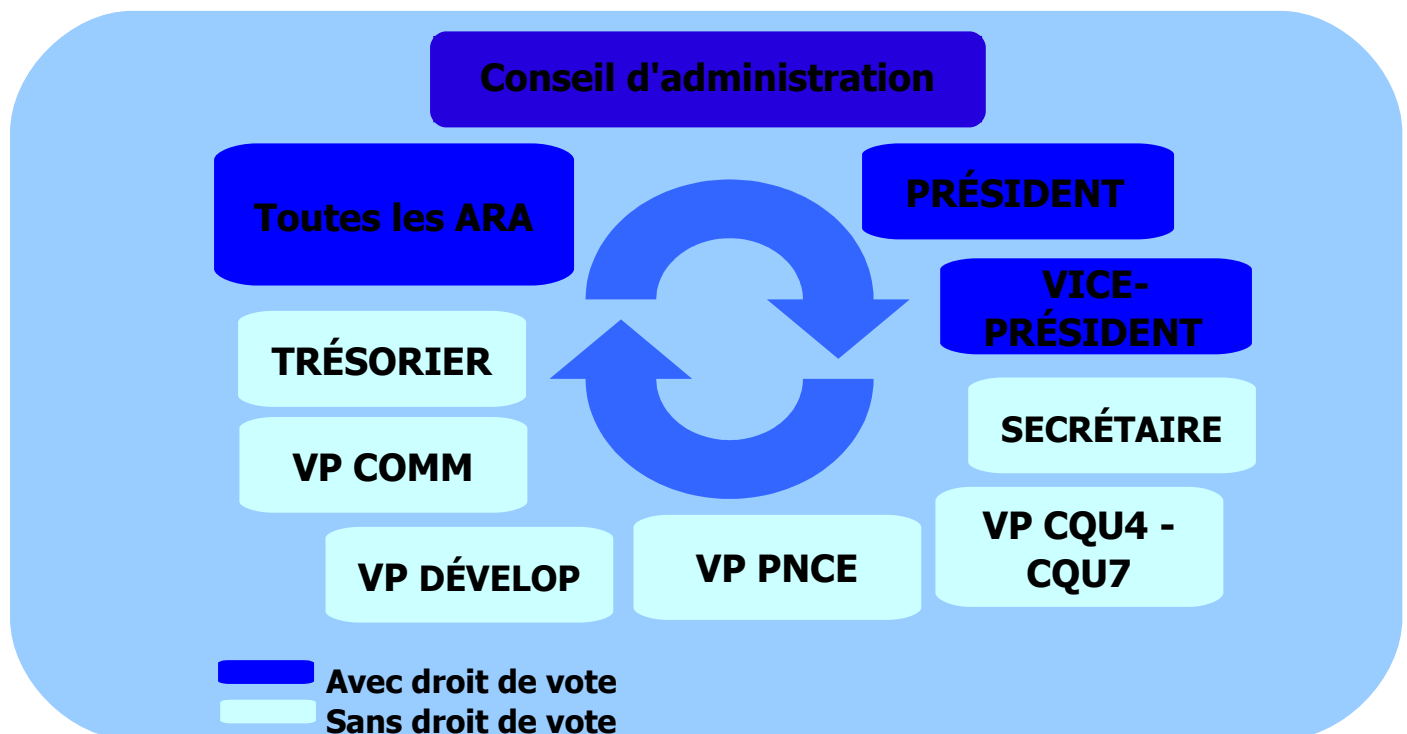 Conseil d'administration
Toutes les ARA
PRÉSIDENT
VICE-
PRÉSIDENT
TRÉSORIER
SECRÉTAIRE
VP COMM
VP CQU4 -
CQU7
VP DÉVELOP
VP PNCE
Avec droit de vote
Sans droit de vote